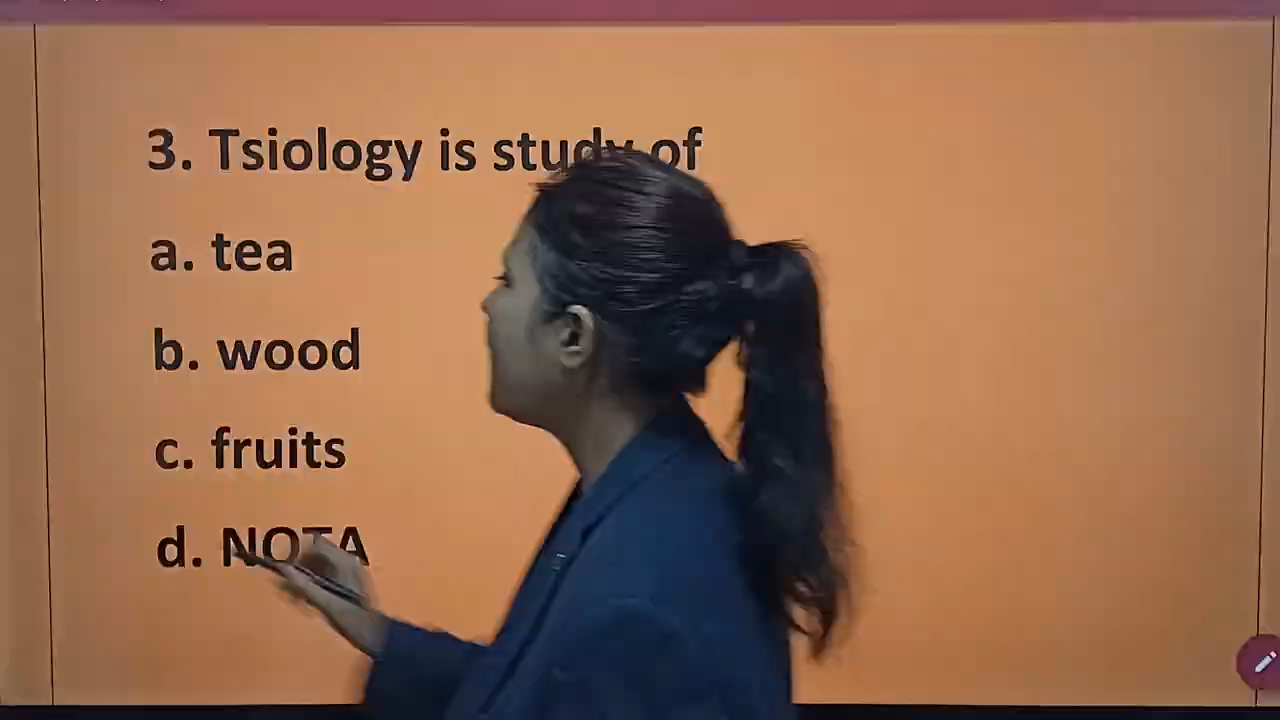 3. Tsiology is study of
a. tea
b. wood
c. fruits
d. NOTA